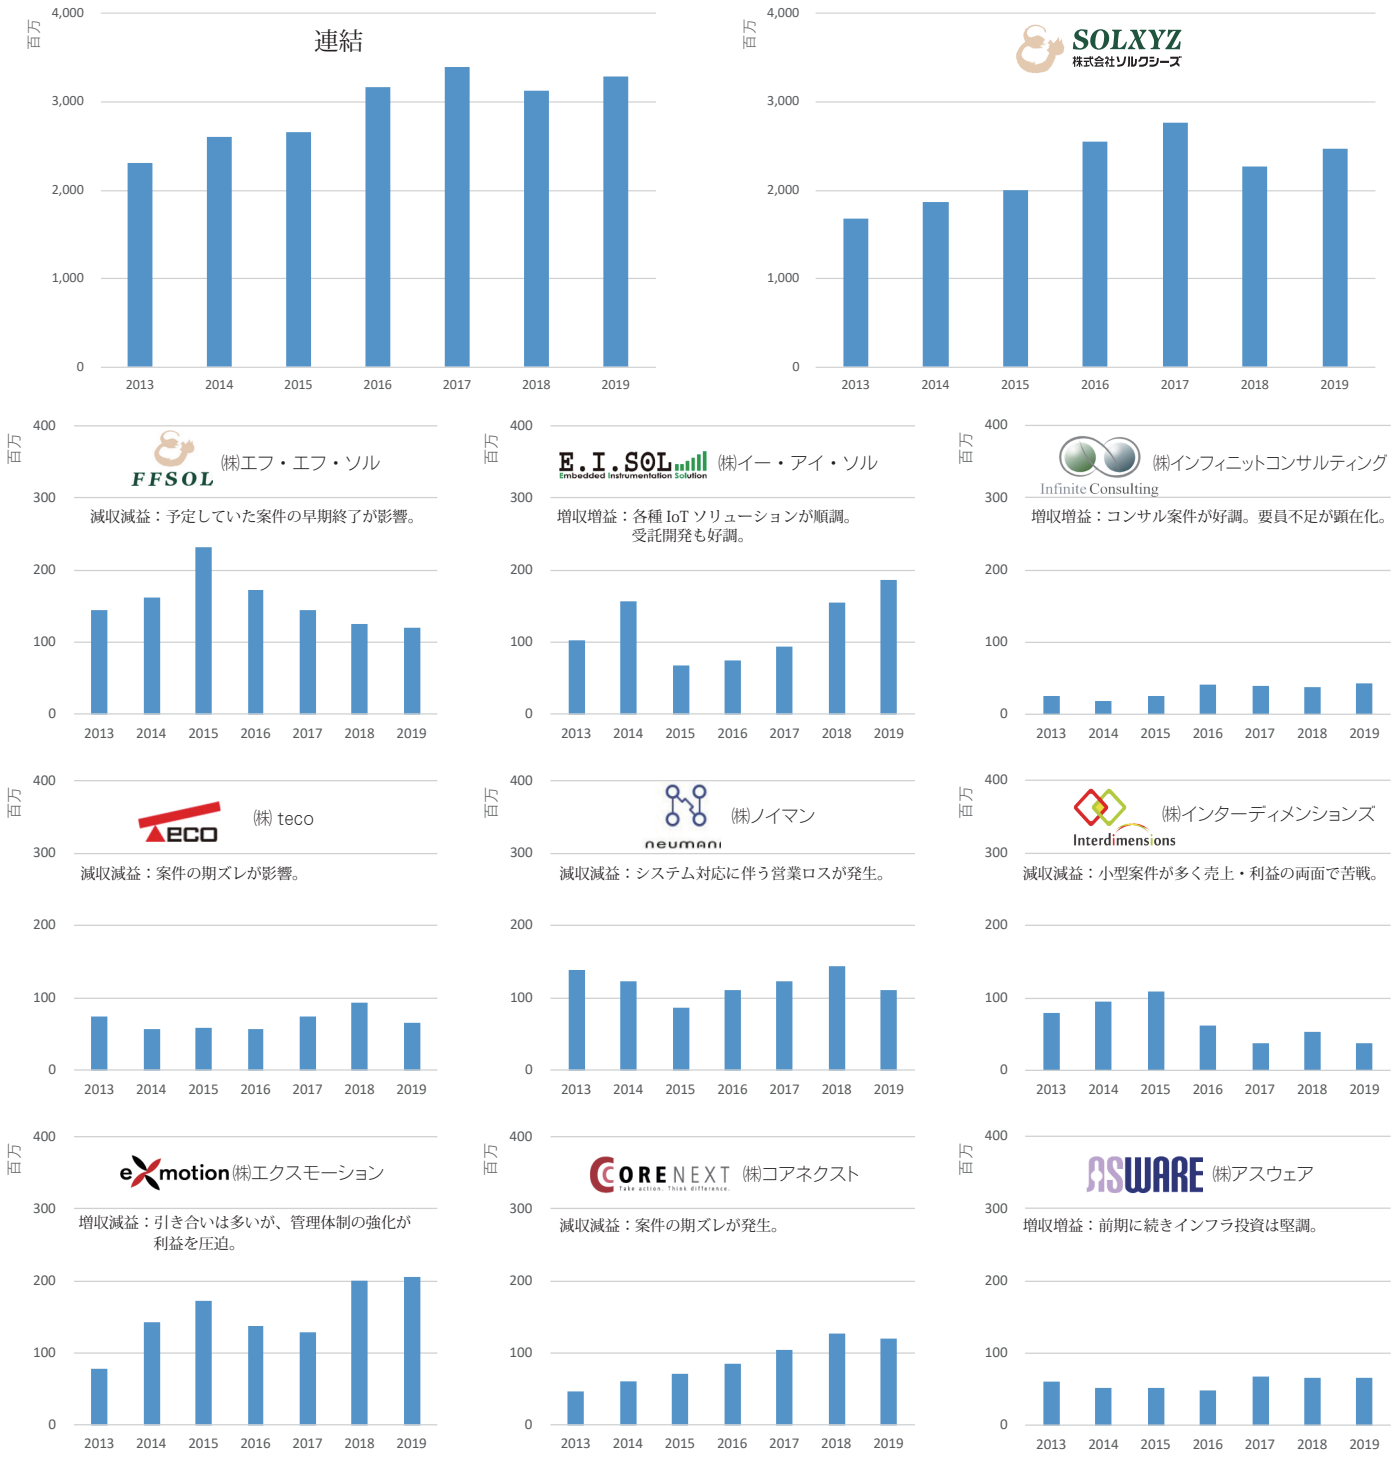 百万
連結
4,000
3,000
2,000
1,000
0
2013 2014 2015 2016 2017 2018 2019
百万
SOLXYZ
株式会社ソルクシーズ
4,000
3,000
2,000
1,000
0
2013 2014 2015 2016 2017 2018 2019
百万
FFSOL
㈱エフ・エフ・ソル
減収減益：予定していた案件の早期終了が影響。
400
300
200
100
0
2013 2014 2015 2016 2017 2018 2019
百万
E.I.SOL
Embedded Instrumentation Solution
㈱イー・アイ・ソル
増収増益：各種 IoT ソリューションが順調。
受託開発も好調。
400
300
200
100
0
2013 2014 2015 2016 2017 2018 2019
百万
Infinite Consulting
㈱インフィニットコンサルティング
増収増益：コンサル案件が好調。要員不足が顕在化。
400
300
200
100
0
2013 2014 2015 2016 2017 2018 2019
百万
TECO
㈱ teco
減収減益：案件の期ズレが影響。
400
300
200
100
0
2013 2014 2015 2016 2017 2018 2019
百万
neumann
㈱ノイマン
減収減益：システム対応に伴う営業ロスが発生。
400
300
200
100
0
2013 2014 2015 2016 2017 2018 2019
百万
Interdimensions
㈱インターディメンションズ
減収減益：小型案件が多く売上・利益の両面で苦戦。
400
300
200
100
0
2013 2014 2015 2016 2017 2018 2019
百万
eXmotion
㈱エクスモーション
増収減益：引き合いは多いが、管理体制の強化が
利益を圧迫。
400
300
200
100
0
2013 2014 2015 2016 2017 2018 2019
百万
CORENEXT
Take action. Think difference.
㈱コアネクスト
減収減益：案件の期ズレが発生。
400
300
200
100
0
2013 2014 2015 2016 2017 2018 2019
百万
ASWARE
㈱アスウェア
増収増益：前期に続きインフラ投資は堅調。
400
300
200
100
0
2013 2014 2015 2016 2017 2018 2019